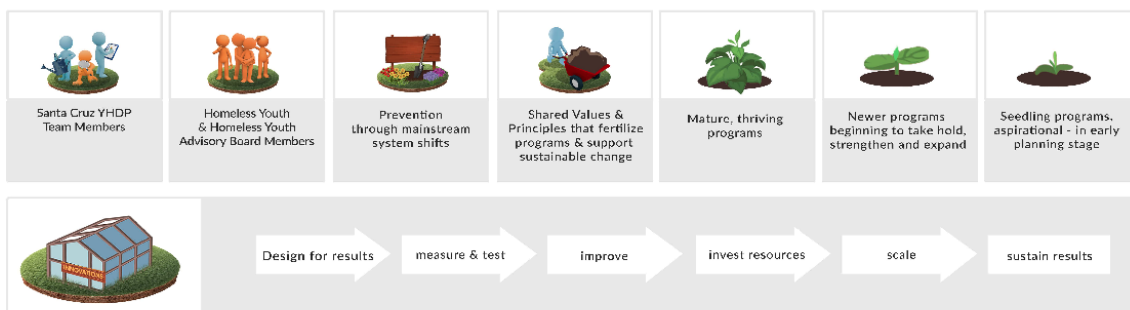 Santa Cruz YHDP
Team Members
Homeless Youth
& Homeless Youth
Advisory Board Members
Prevention
through mainstream
system shifts
Shared Values &
Principles that fertilize
programs & support
sustainable change
Mature, thriving
programs
Newer programs
beginning to take hold,
strengthen and expand
Seedling programs,
aspirational - in early
planning stage
INNOVATIONS
Design for results
measure & test
improve
invest resources
scale
sustain results